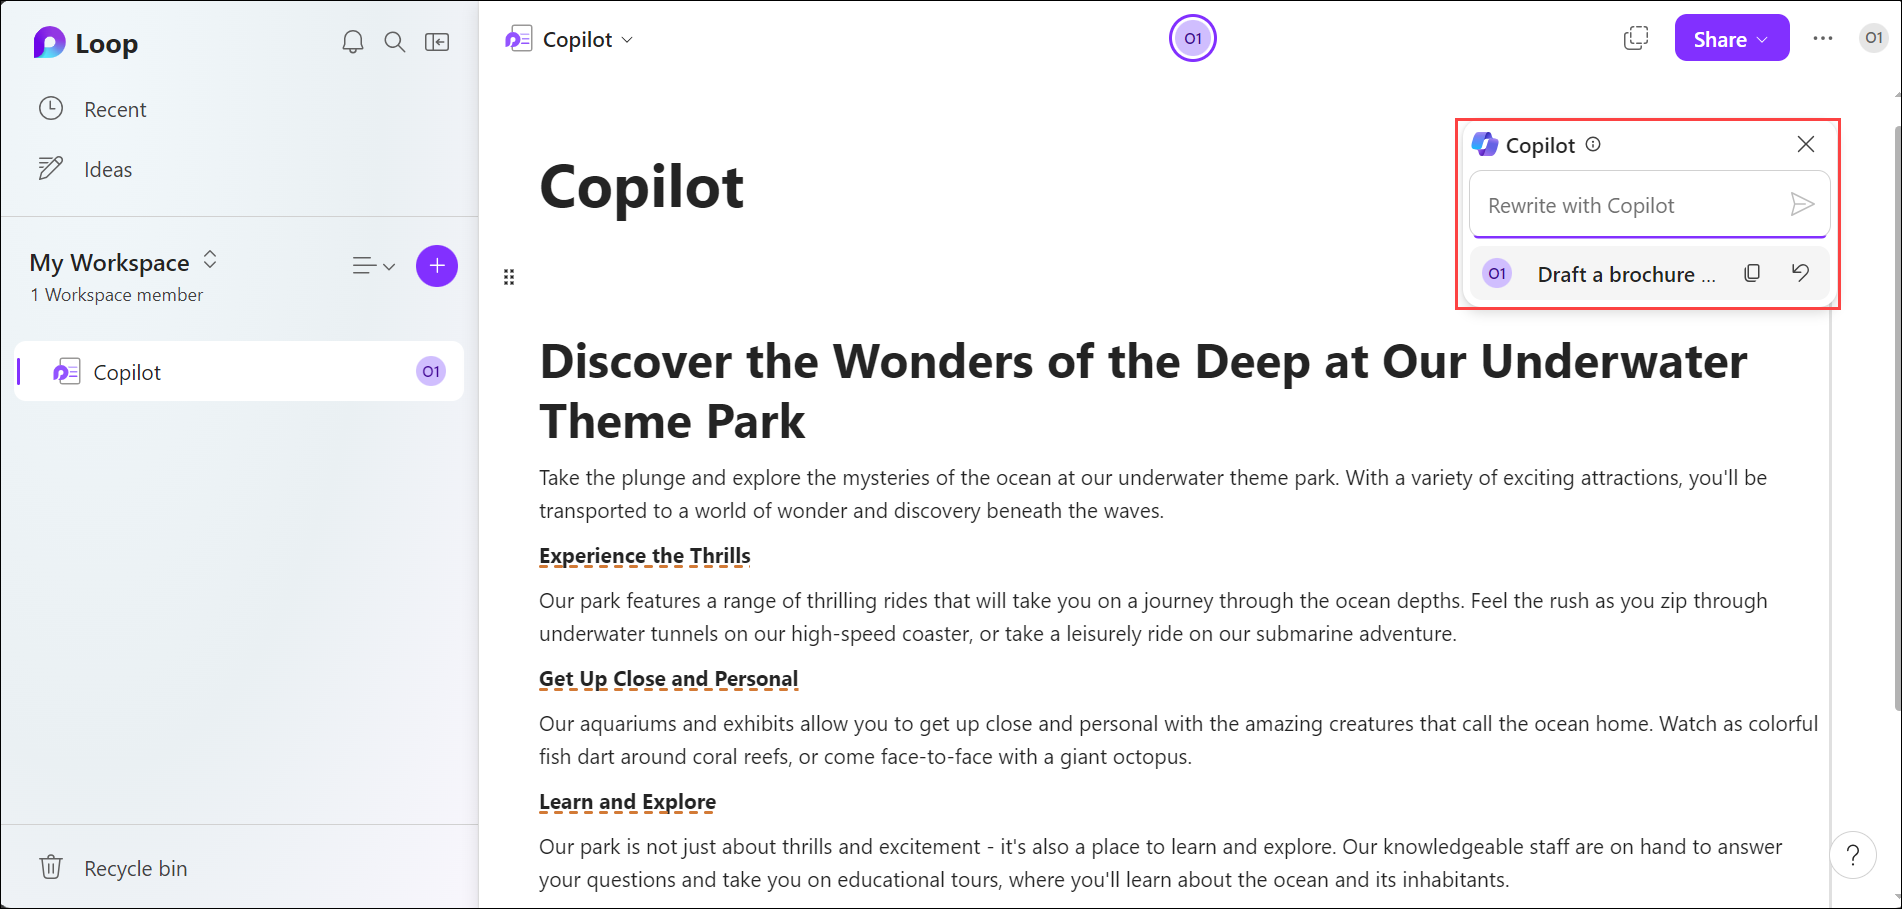 Loop
Recent
Ideas
My Workspace
1 Workspace member
Copilot
O1
Recycle bin
Copilot
O1
Share
O1
Copilot
Copilot
Rewrite with Copilot
O1
Draft a brochure ...
Discover the Wonders of the Deep at Our Underwater
Theme Park
Take the plunge and explore the mysteries of the ocean at our underwater theme park. With a variety of exciting attractions, you'll be
transported to a world of wonder and discovery beneath the waves.
Experience the Thrills
Our park features a range of thrilling rides that will take you on a journey through the ocean depths. Feel the rush as you zip through
underwater tunnels on our high-speed coaster, or take a leisurely ride on our submarine adventure.
Get Up Close and Personal
Our aquariums and exhibits allow you to get up close and personal with the amazing creatures that call the ocean home. Watch as colorful
fish dart around coral reefs, or come face-to-face with a giant octopus.
Learn and Explore
Our park is not just about thrills and excitement - it's also a place to learn and explore. Our knowledgeable staff are on hand to answer
your questions and take you on educational tours, where you'll learn about the ocean and its inhabitants.
?